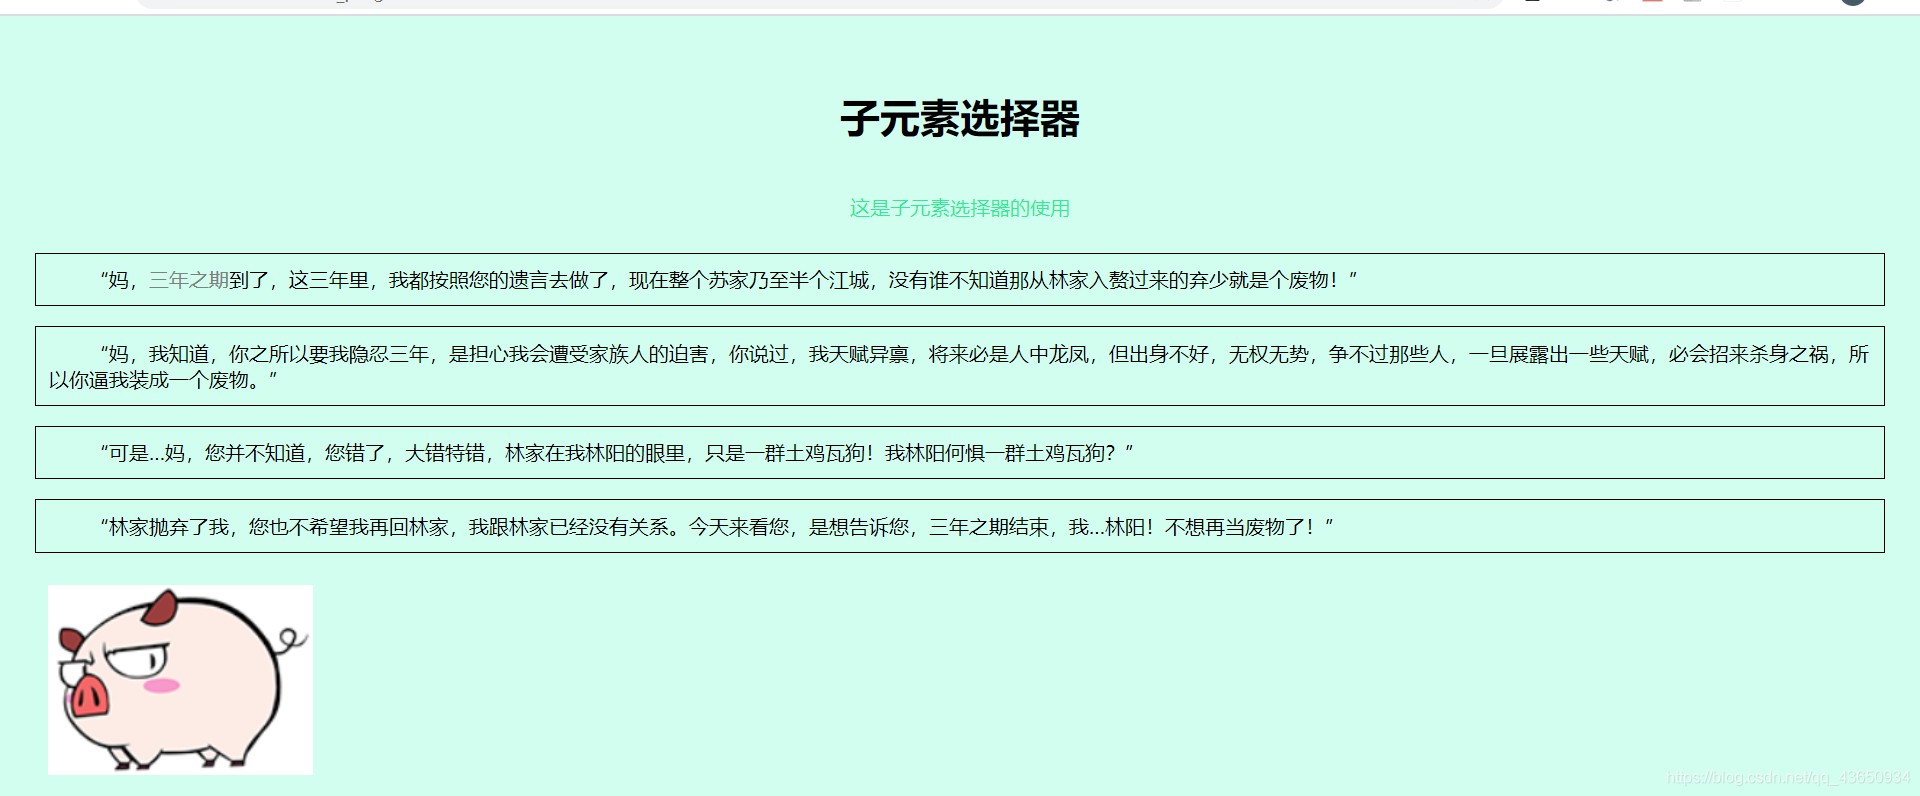 子元素选择器
这是子元素选择器的使用
“妈，三年之期到了，这三年里，我都按照您的遗言去做了，现在整个苏家乃至半个江城，没有谁不知道那从林家入赘过来的弃少就是个废物！”
“妈，我知道，你之所以要我隐忍三年，是担心我会遭受家族人的迫害，你说过，我天赋异禀，将来必是人中龙凤，但出身不好，无权无势，争不过那些人，一旦展露出一些天赋，必会招来杀身之祸，所
以你逼我装成一个废物。”
“可是...妈，您并不知道，您错了，大错特错，林家在我林阳的眼里，只是一群土鸡瓦狗！我林阳何惧一群土鸡瓦狗？”
“林家抛弃了我，您也不希望我再回林家，我跟林家已经没有关系。今天来看您，是想告诉您，三年之期结束，我...林阳！不想再当废物了！”
https://blog.csdn.net/qq_43650934